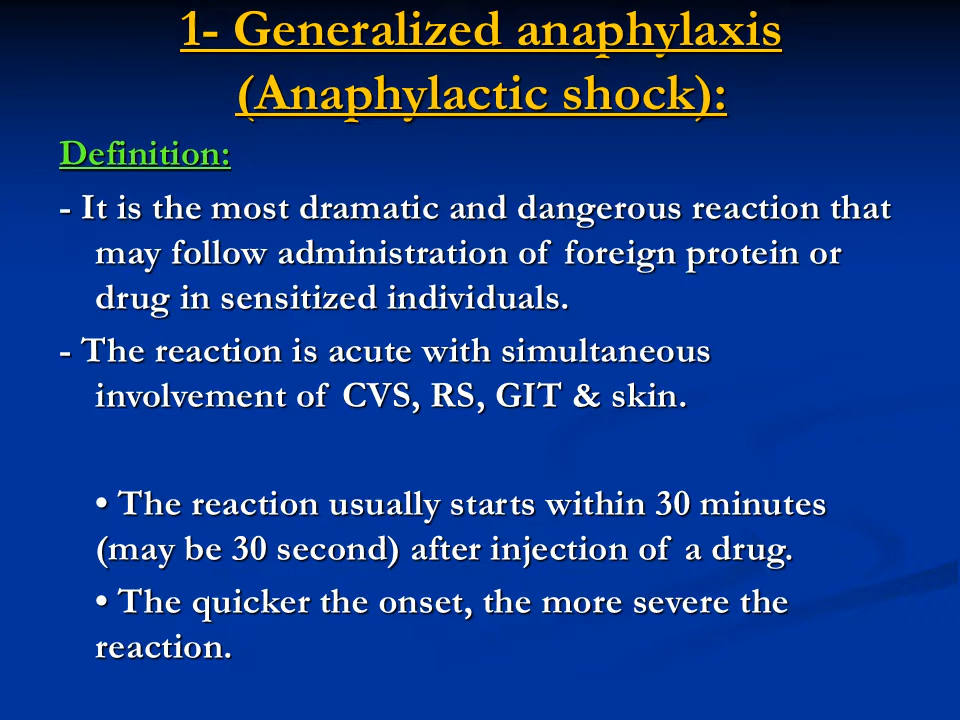 1- Generalized anaphylaxis
(Anaphylactic shock):
Definition:
- It is the most dramatic and dangerous reaction that
may follow administration of foreign protein or
drug in sensitized individuals.
- The reaction is acute with simultaneous
involvement of CVS, RS, GIT & skin.
• The reaction usually starts within 30 minutes
(may be 30 second) after injection of a drug.
• The quicker the onset, the more severe the
reaction.